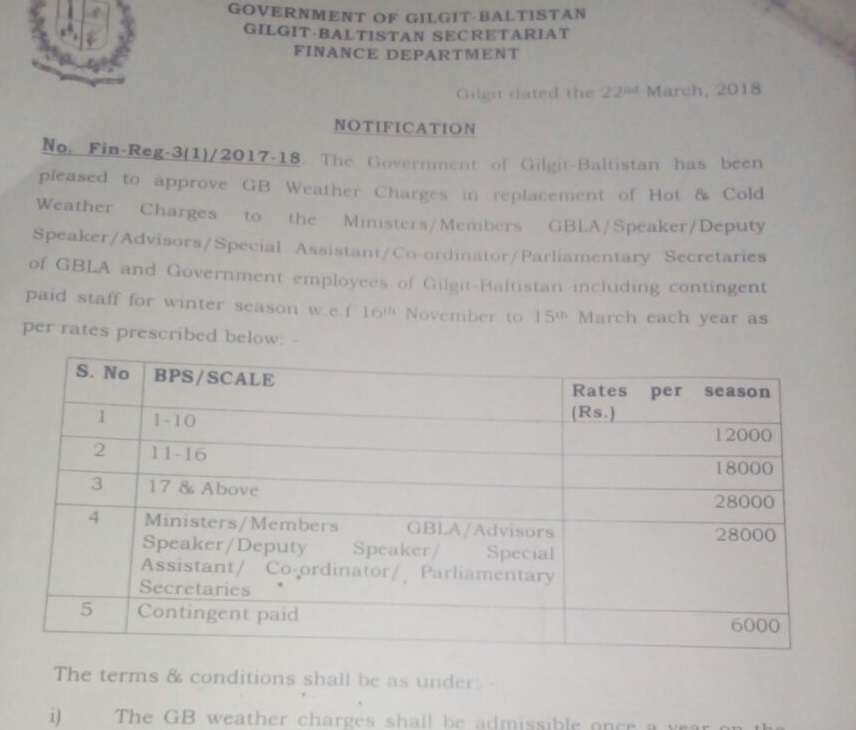 GOVERNMENT OF GILGIT-BALTISTAN
GILGIT-BALTISTAN SECRETARIAT
FINANCE DEPARTMENT
Gilgit dated the 22nd March, 2018
NOTIFICATION
No. Fin-Reg-3(1)/2017-18. The Government of Gilgit-Baltistan has been
pleased to approve GB Weather Charges in replacement of Hot & Cold
Weather Charges to the Ministers/Members GBLA/Speaker/Deputy
Speaker/Advisors/Special Assistant/Co-ordinator/Parliamentary Secretaries
of GBLA and Government employees of Gilgit-Baltistan including contingent
paid staff for winter season w.e.f 16th November to 15th March each year as
per rates prescribed below: -
S. No BPS/SCALE Rates per season
(Rs.)
1 1-10 12000
2 11-16 18000
3 17 & Above 28000
4 Ministers/Members GBLA/Advisors 28000
Speaker/Deputy Speaker/ Special
Assistant/ Co-ordinator/, Parliamentary
Secretaries
5 Contingent paid 6000
The terms & conditions shall be as under: -
i) The GB weather charges shall be admissible once a year on the